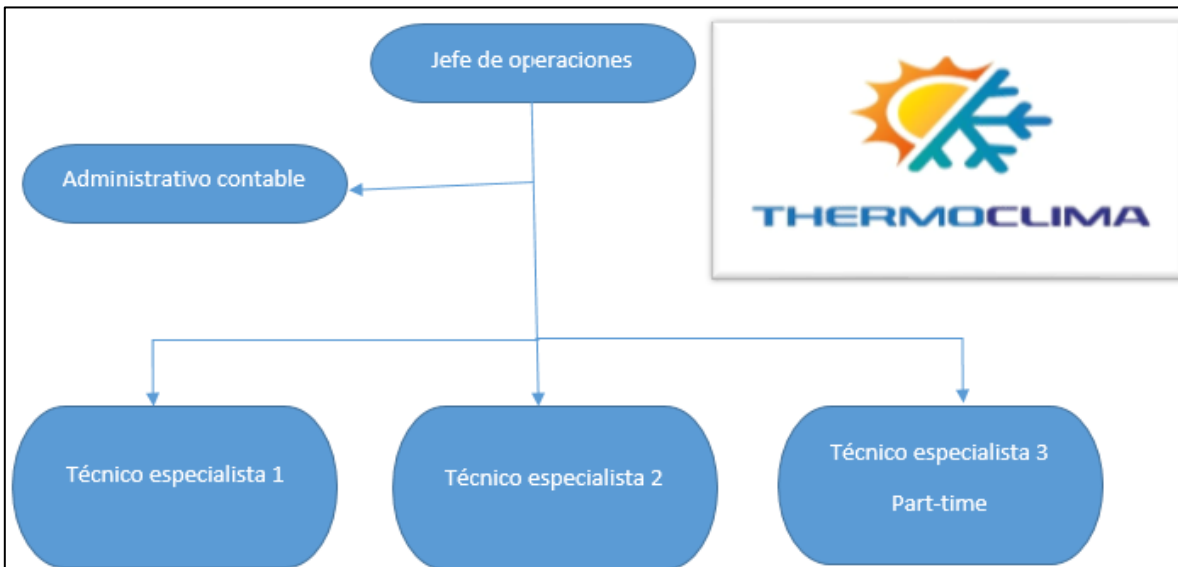 Jefe de operaciones
Administrativo contable
THERMOCLIMA
Técnico especialista 1
Técnico especialista 2
Técnico especialista 3
Part-time